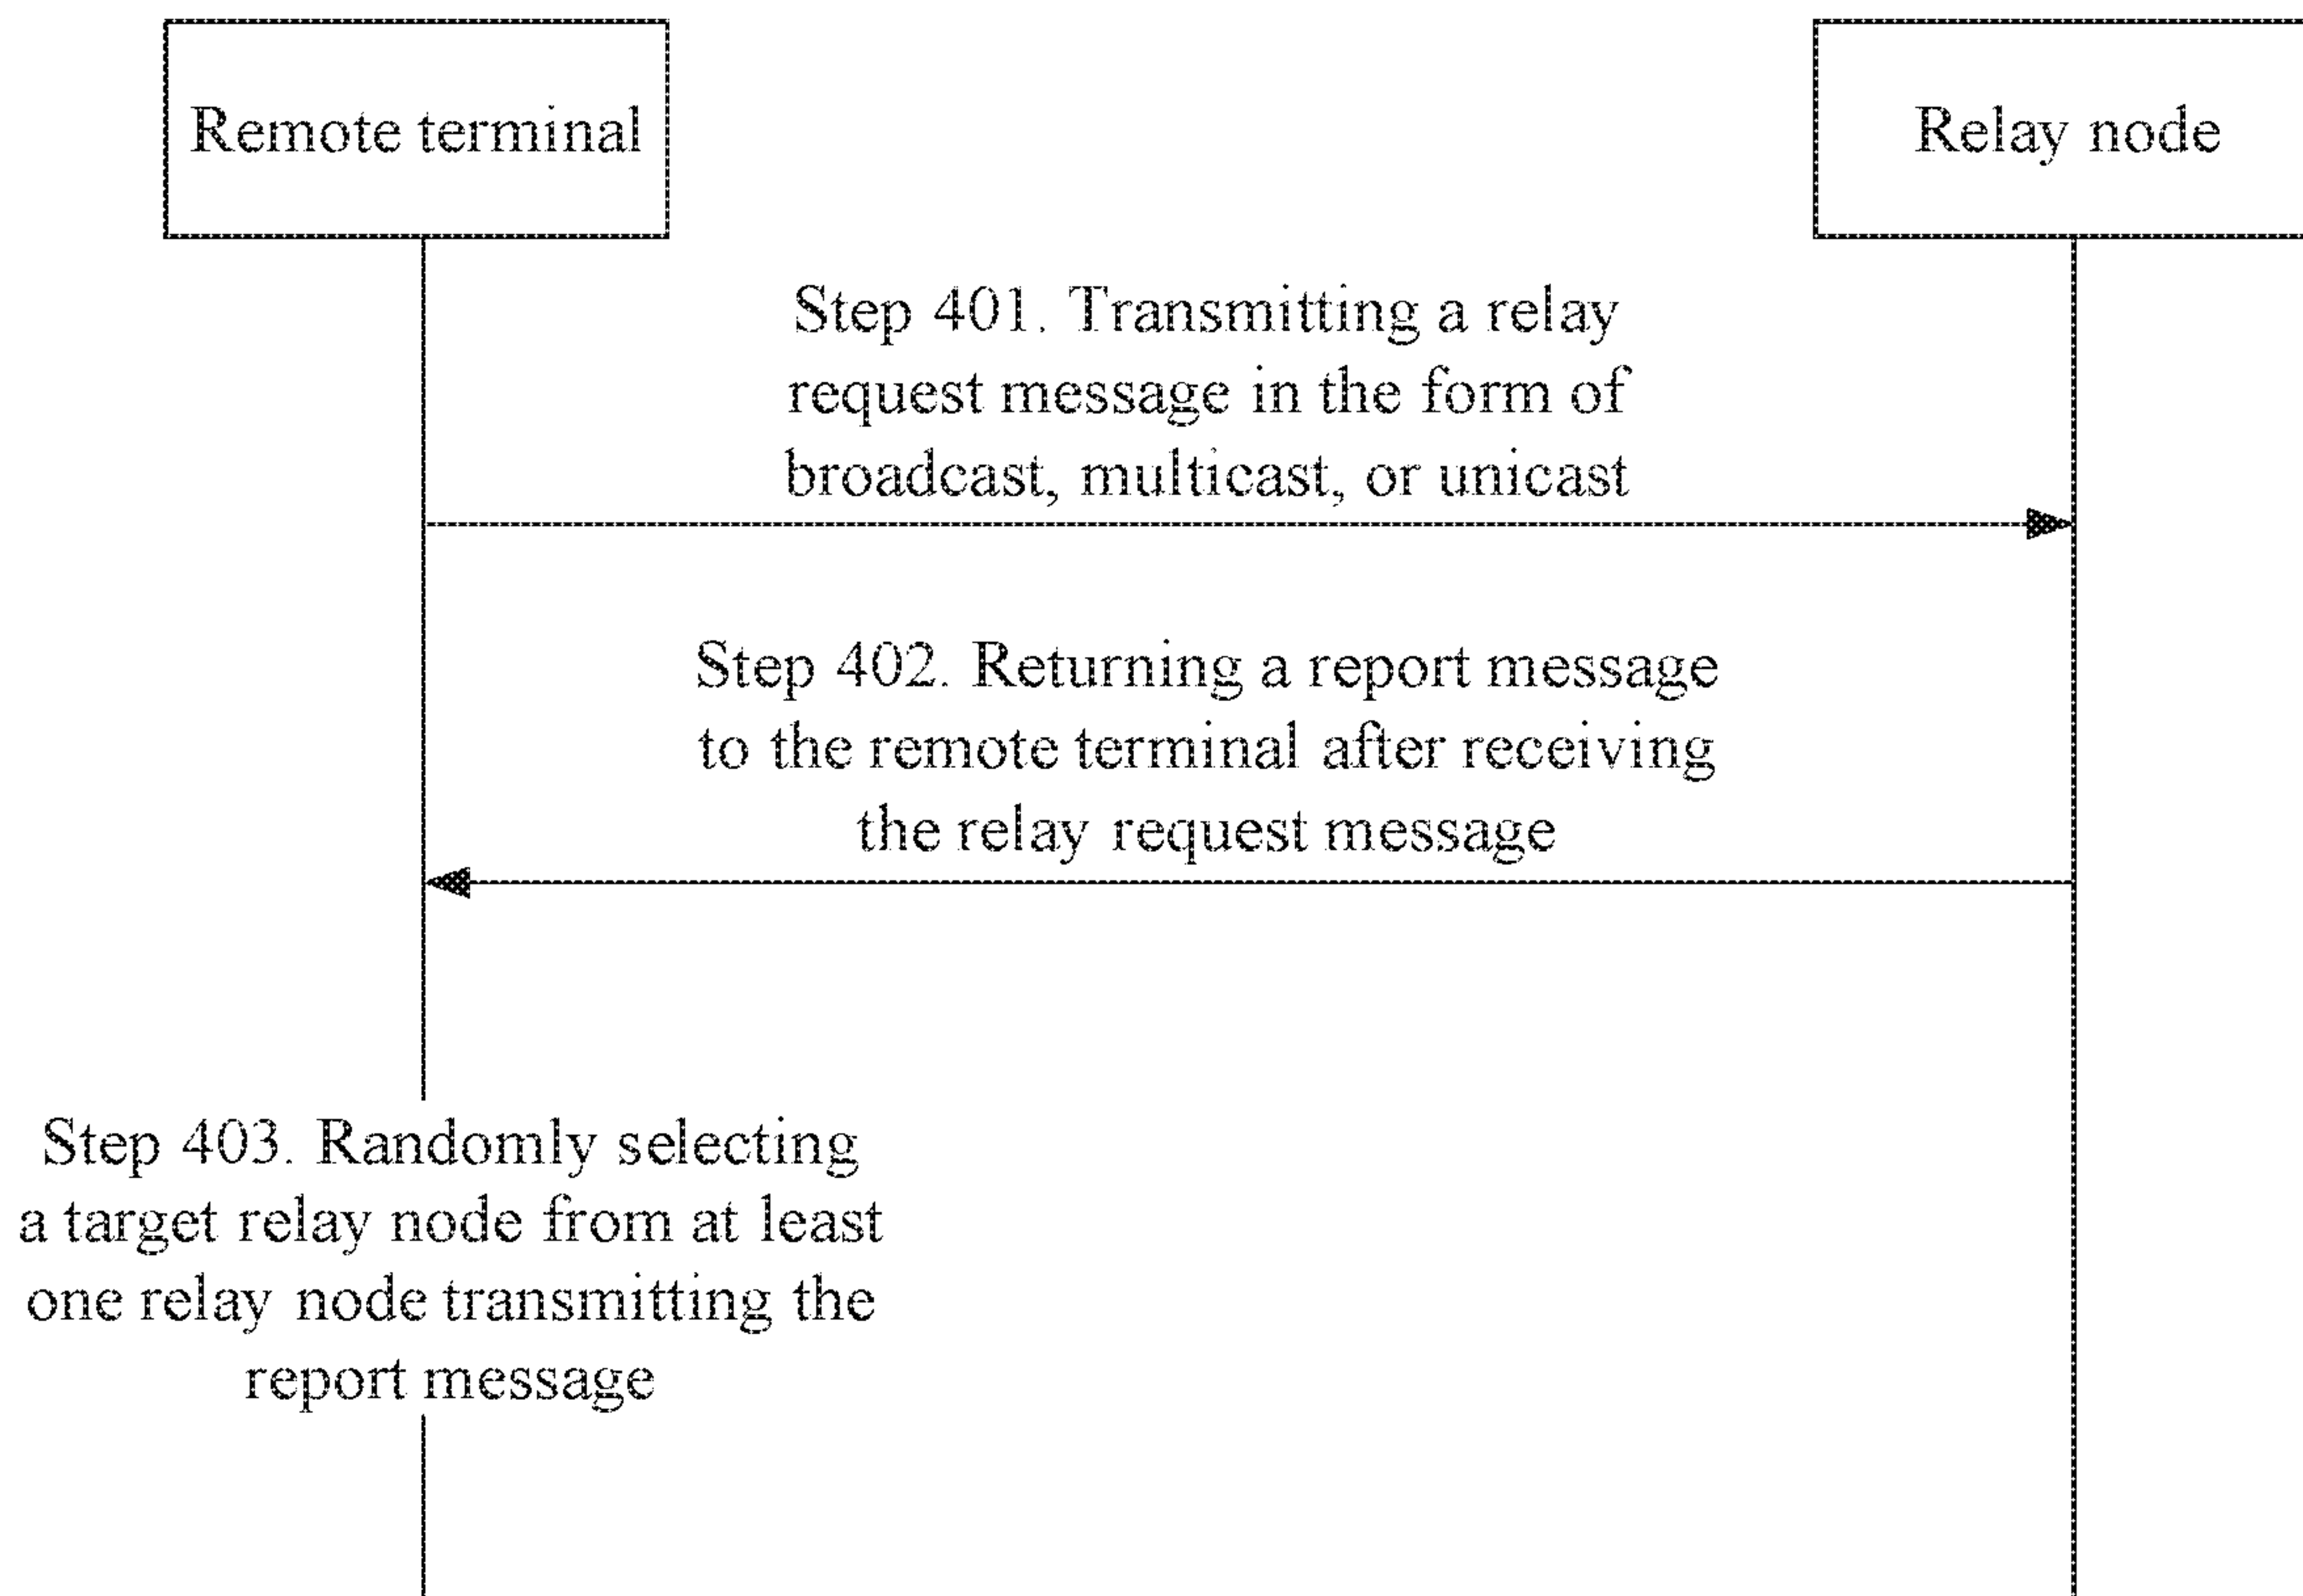 Remote terminal
Relay node
Step 401. Transmitting a relay
request message in the form of
broadcast, multicast, or unicast
Step 402. Returning a report message
to the remote terminal after receiving
the relay request message
Step 403. Randomly selecting
a target relay node from at least
one relay node transmitting the
report message